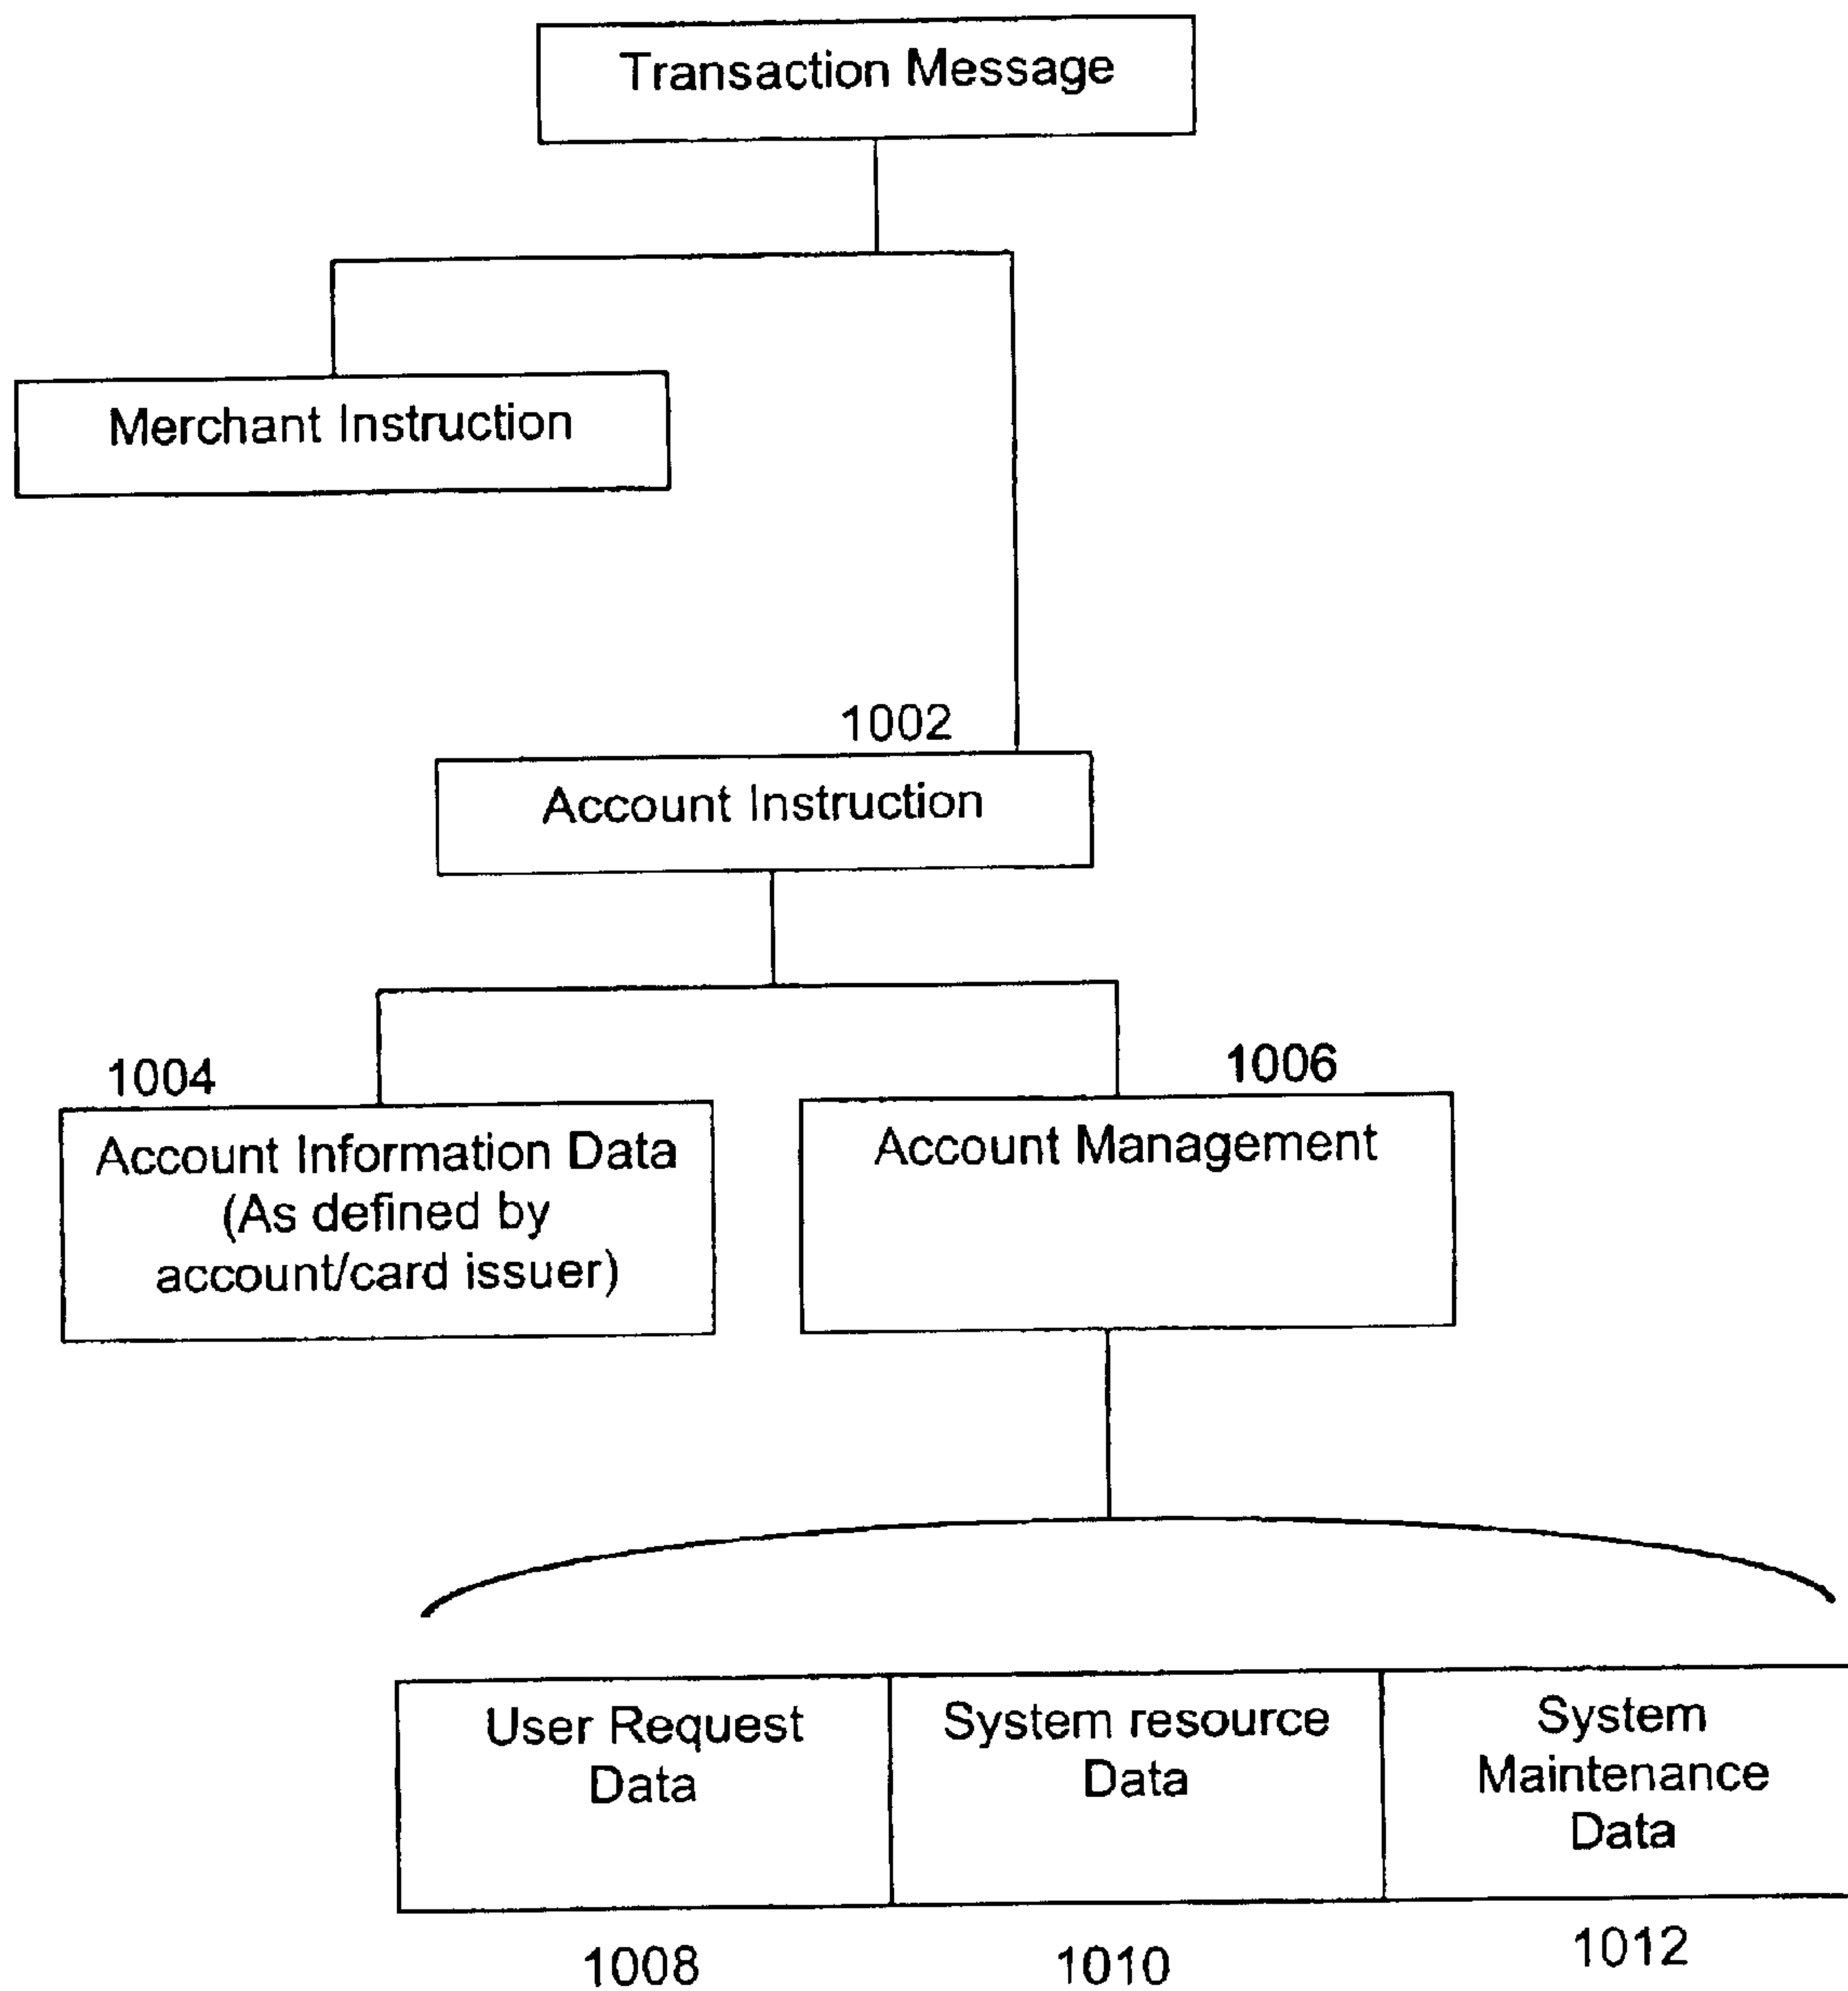 Transaction Message
Merchant Instruction
1002
Account Instruction
1004
Account Information Data
(As defined by
account/card issuer)
1006
Account Management
User Request
Data
System resource
Data
System
Maintenance
Data
1008
1010
1012